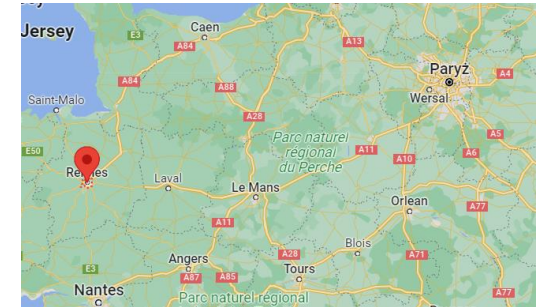 Jersey
E3
Caen
A84
A13
Paryż
A4
Wersal
A84
A88
Saint-Malo
A28
A5
Parc naturel
régional
du Perche
A11
A10
A6
E50
Rennes
Laval
Le Mans
Orlean
A77
A11
Blois
A28
A71
Angers
E3
A87
A85
Tours
Nantes
Parc naturel régional
A77